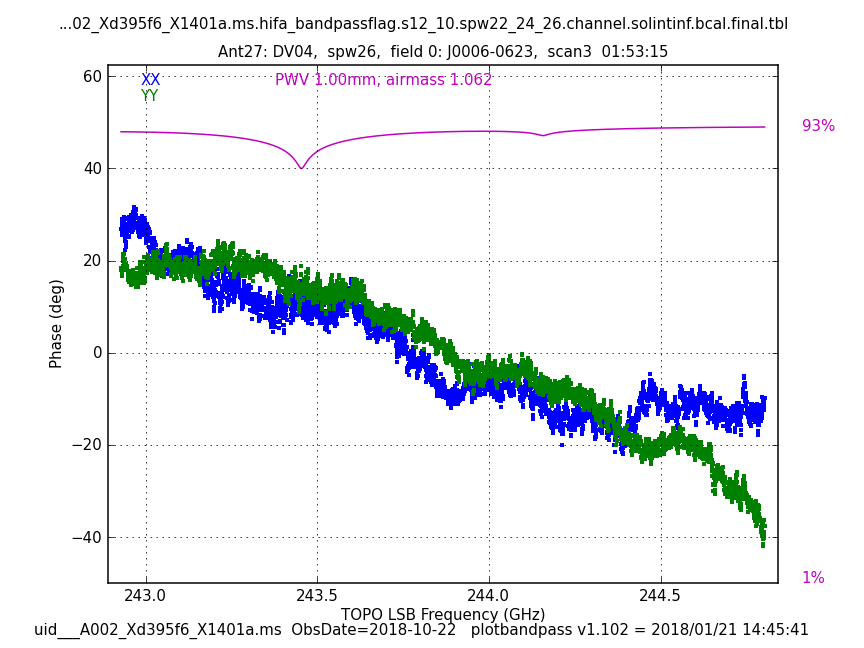 ...02_Xd395f6_X1401a.ms.hifa_bandpassflag.s12_10.spw22_24_26.channel.solintinf.bcal.final.tbl
Ant27: DV04,  spw26,  field 0: J0006-0623,  scan3  01:53:15
XX
YY
PWV 1.00mm, airmass 1.062
93%
1%
60
40
20
0
−20
−40
Phase (deg)
243.0
243.5
244.0
244.5
TOPO LSB Frequency (GHz)
uid___A002_Xd395f6_X1401a.ms  ObsDate=2018-10-22   plotbandpass v1.102 = 2018/01/21 14:45:41